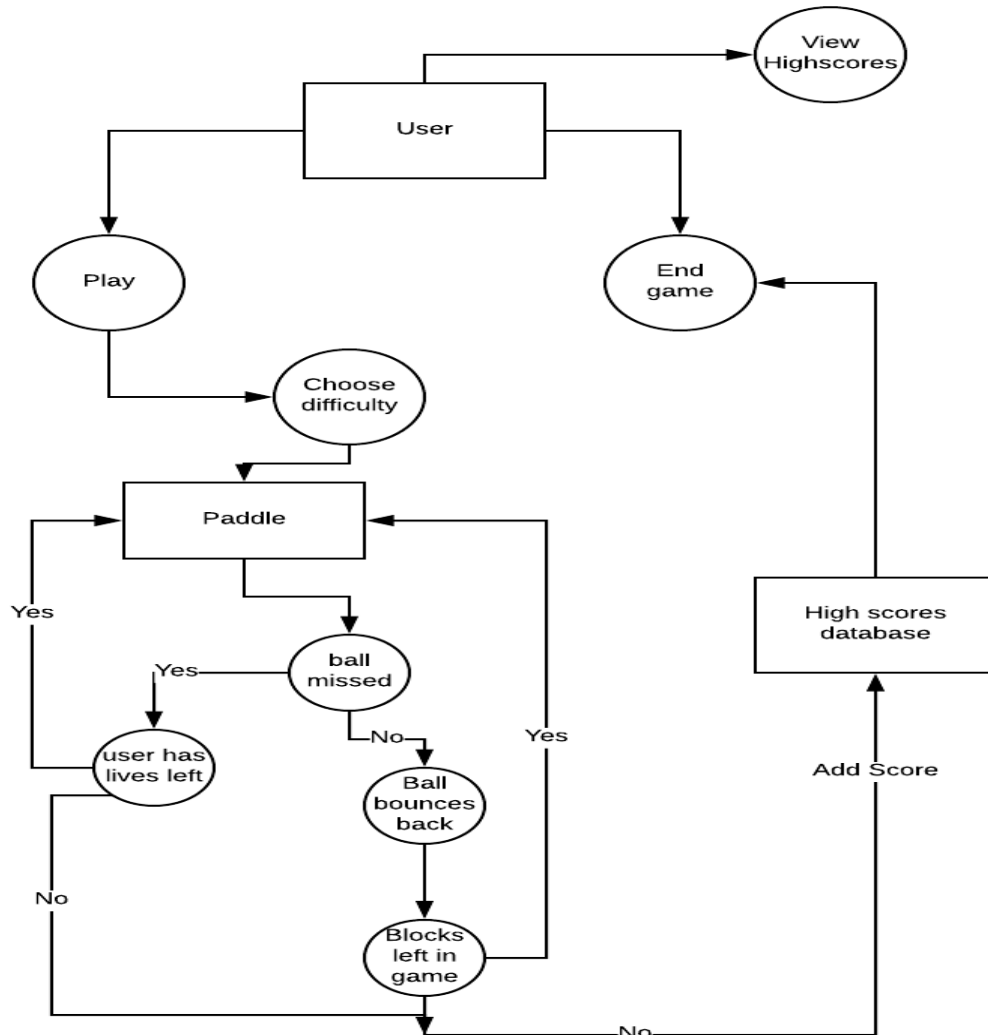 View
Highscores
User
Play
End
game
Choose
difficulty
Paddle
Yes
High scores
database
ball
missed
Yes
No
Yes
user has
lives left
Add Score
Ball
bounces
back
No
Blocks
left in
game
No